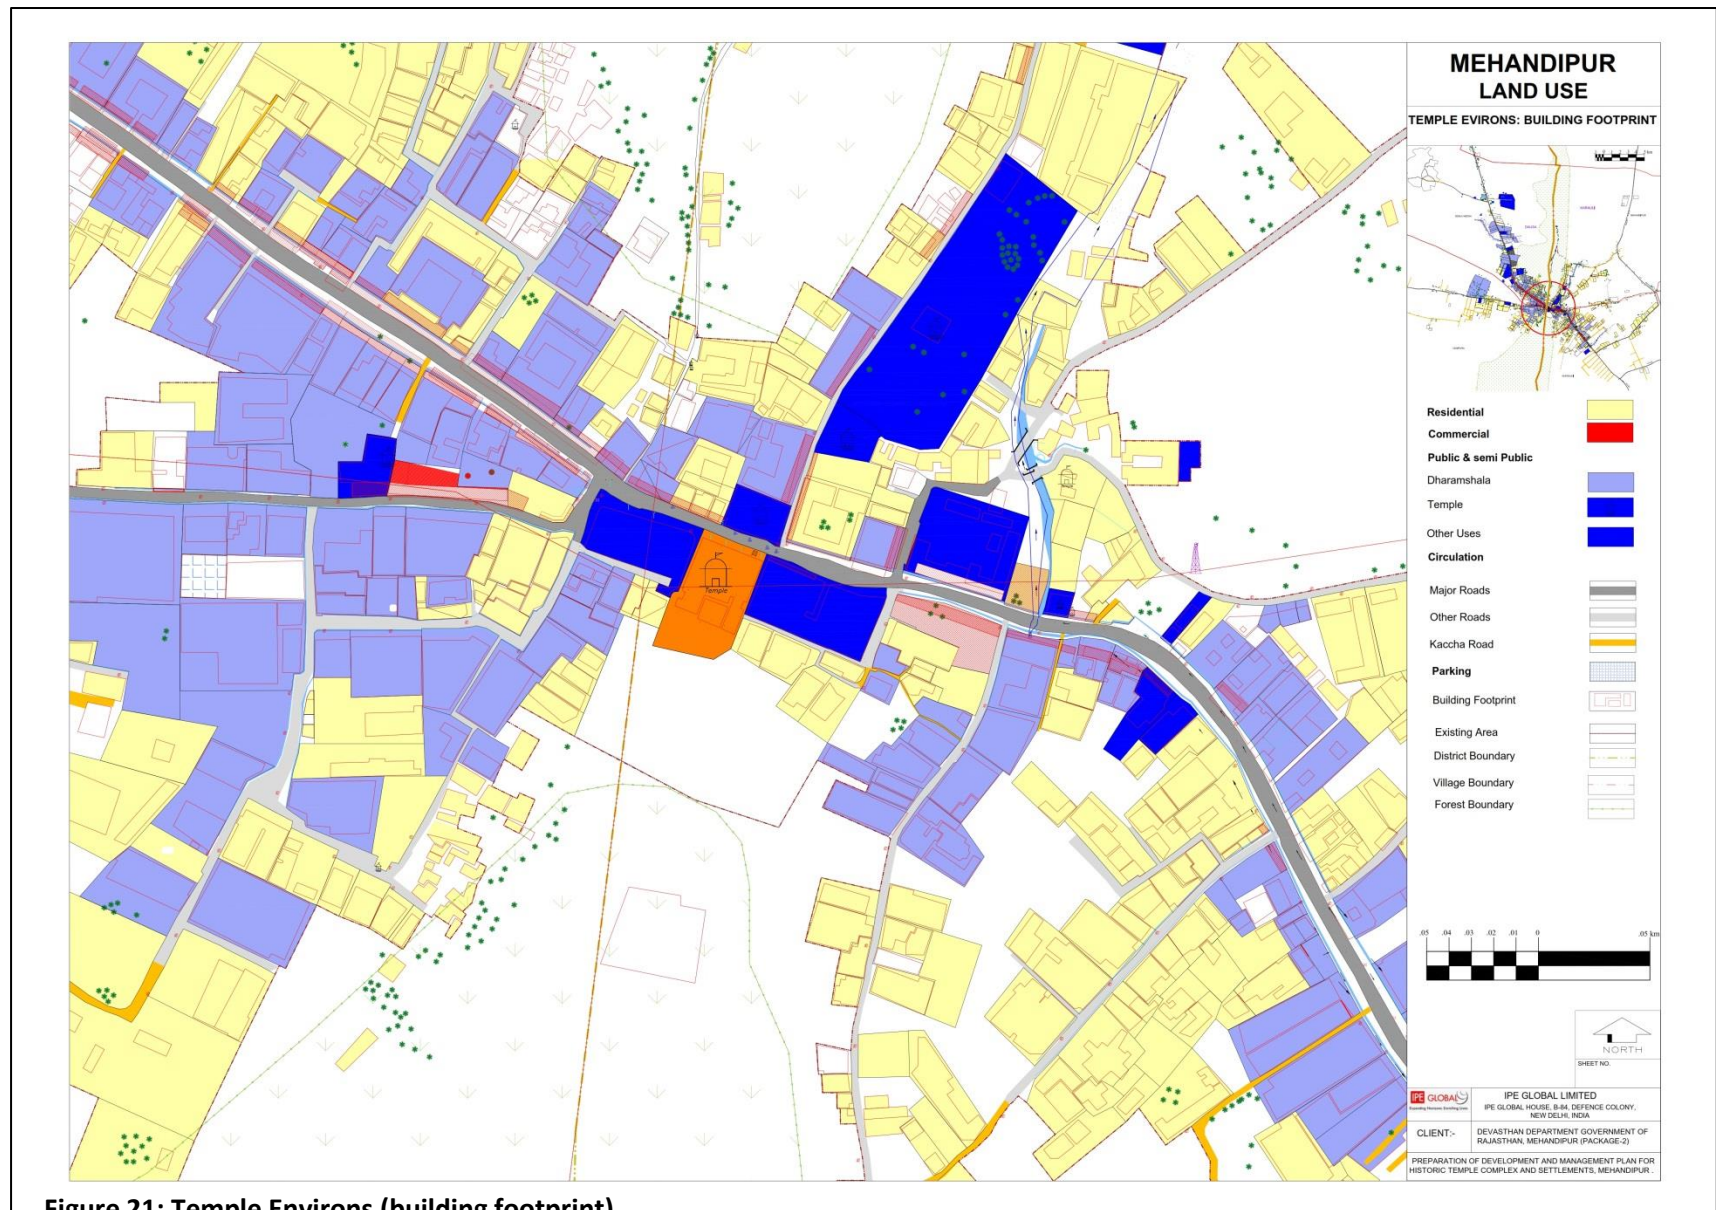 MEHANDIPUR
LAND USE
TEMPLE EVIRONS: BUILDING FOOTPRINT
Residential
Commercial
Public & semi Public
Dharamshala
Temple
Other Uses
Circulation
Major Roads
Other Roads
Kaccha Road
Parking
Building Footprint
Existing Area
District Boundary
Village Boundary
Forest Boundary
.05 .04 .03 .02 .01 0 .05 km
NORTH
SHEET NO.
IPE GLOBAL
IPE GLOBAL LIMITED
IPE GLOBAL HOUSE, B-84, DEFENCE COLONY,
NEW DELHI, INDIA
CLIENT:-
DEVASTHAN DEPARTMENT GOVERNMENT OF
RAJASTHAN, MEHANDIPUR (PACKAGE-2)
PREPARATION OF DEVELOPMENT AND MANAGEMENT PLAN FOR
HISTORIC TEMPLE COMPLEX AND SETTLEMENTS, MEHANDIPUR .
Temple
Figure 21: Temple Environs (building footprint)